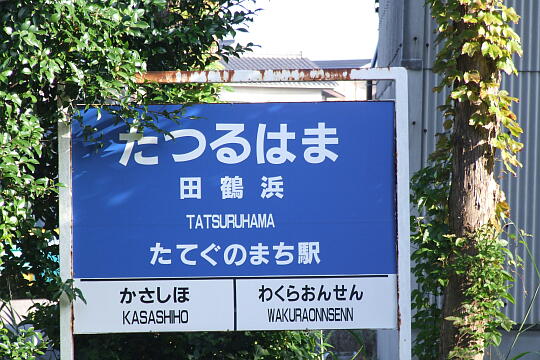 たつるはま
田鶴浜
TATSURUHAMA
たてぐのまち駅
かさしほ
KASASHIHO
わくらおんせん
WAKURAONNSENN